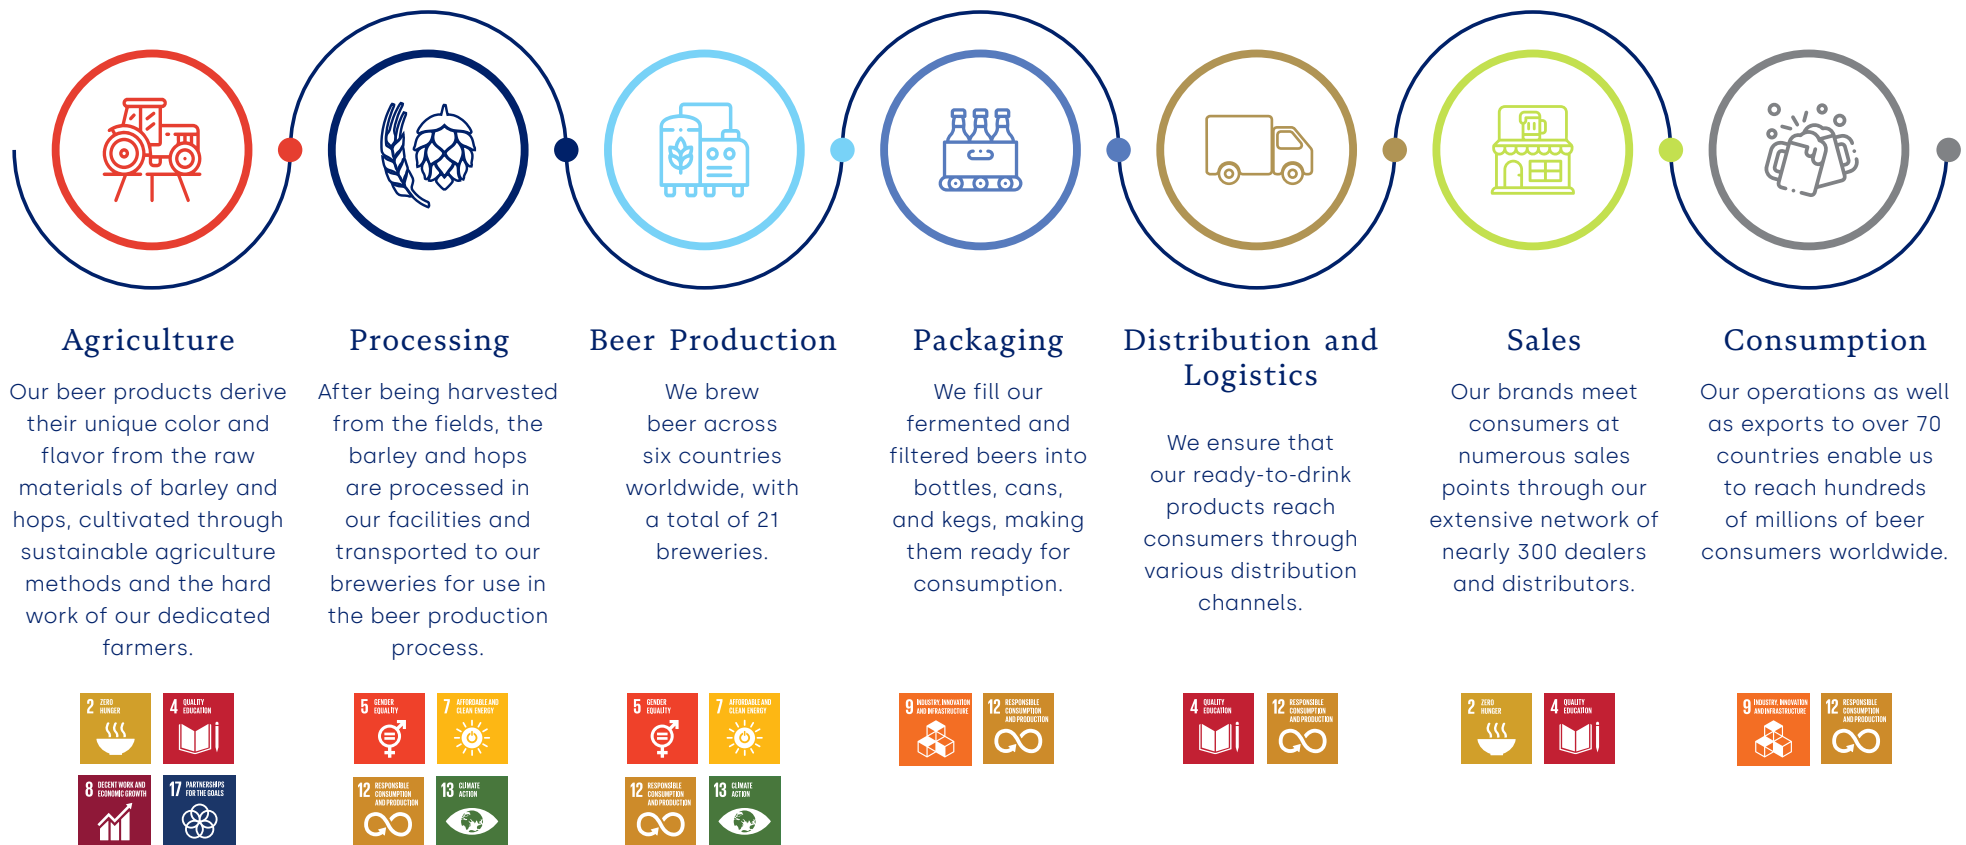 Agriculture
Our beer products derive
their unique color and
flavor from the raw
materials of barley and
hops, cultivated through
sustainable agriculture
methods and the hard
work of our dedicated
farmers.
2 ZERO
HUNGER
4 QUALITY
EDUCATION
8 DECENT WORK AND
ECONOMIC GROWTH
17 PARTNERSHIPS
FOR THE GOALS
Processing
After being harvested
from the fields, the
barley and hops
are processed in
our facilities and
transported to our
breweries for use in
the beer production
process.
5 GENDER
EQUALITY
7 AFFORDABLE AND
CLEAN ENERGY
12 RESPONSIBLE
CONSUMPTION
AND PRODUCTION
13 CLIMATE
ACTION
Beer Production
We brew
beer across
six countries
worldwide, with
a total of 21
breweries.
5 GENDER
EQUALITY
7 AFFORDABLE AND
CLEAN ENERGY
12 RESPONSIBLE
CONSUMPTION
AND PRODUCTION
13 CLIMATE
ACTION
Packaging
We fill our
fermented and
filtered beers into
bottles, cans,
and kegs, making
them ready for
consumption.
9 INDUSTRY, INNOVATION
AND INFRASTRUCTURE
12 RESPONSIBLE
CONSUMPTION
AND PRODUCTION
Distribution and
Logistics
We ensure that
our ready-to-drink
products reach
consumers through
various distribution
channels.
4 QUALITY
EDUCATION
12 RESPONSIBLE
CONSUMPTION
AND PRODUCTION
Sales
Our brands meet
consumers at
numerous sales
points through our
extensive network of
nearly 300 dealers
and distributors.
2 ZERO
HUNGER
4 QUALITY
EDUCATION
Consumption
Our operations as well
as exports to over 70
countries enable us
to reach hundreds
of millions of beer
consumers worldwide.
9 INDUSTRY, INNOVATION
AND INFRASTRUCTURE
12 RESPONSIBLE
CONSUMPTION
AND PRODUCTION